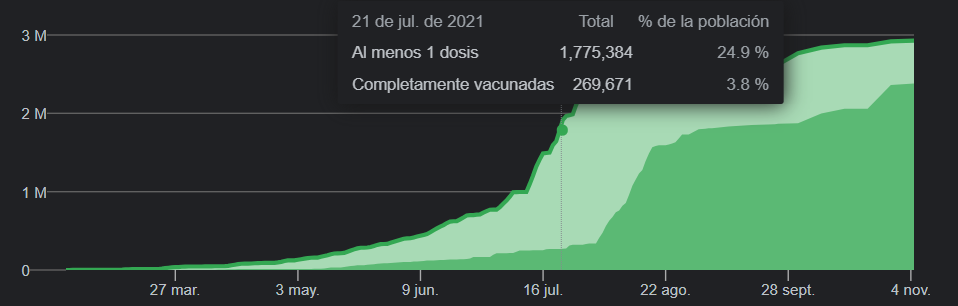 21 de jul. de 2021 Total % de la población
Al menos 1 dosis 1,775,384 24.9 %
Completamente vacunadas 269,671 3.8 %
3 M
2 M
1 M
0
27 mar. 3 may. 9 jun. 16 jul. 22 ago. 28 sept. 4 nov.